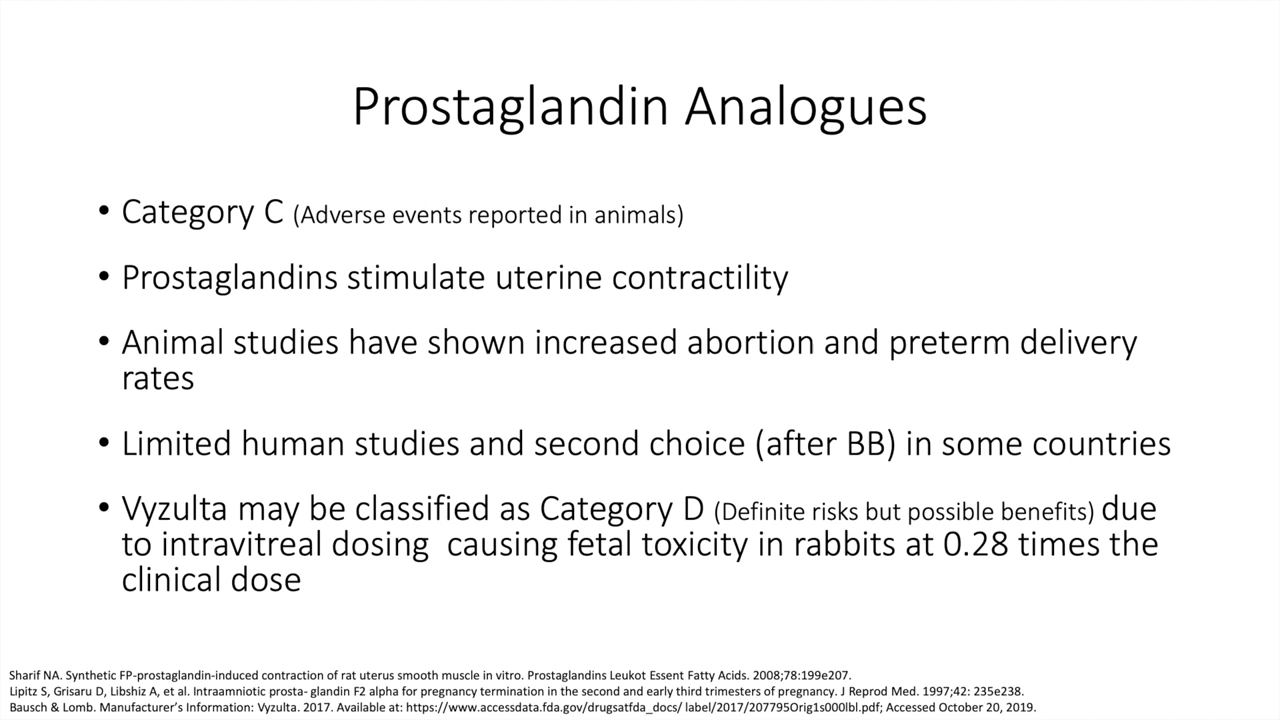 Prostaglandin Analogues
• Category C (Adverse events reported in animals)
• Prostaglandins stimulate uterine contractility
• Animal studies have shown increased abortion and preterm delivery
rates
• Limited human studies and second choice (after BB) in some countries
• Vyzulta may be classified as Category D (Definite risks but possible benefits) due
to intravitreal dosing  causing fetal toxicity in rabbits at 0.28 times the
clinical dose
Sharif NA. Synthetic FP-prostaglandin-induced contraction of rat uterus smooth muscle in vitro. Prostaglandins Leukot Essent Fatty Acids. 2008;78:199e207.
Lipitz S, Grisaru D, Libshiz A, et al. Intraamniotic prosta- glandin F2 alpha for pregnancy termination in the second and early third trimesters of pregnancy. J Reprod Med. 1997;42: 235e238.
Bausch & Lomb. Manufacturer’s Information: Vyzulta. 2017. Available at: https://www.accessdata.fda.gov/drugsatfda_docs/ label/2017/207795Orig1s000lbl.pdf; Accessed October 20, 2019.